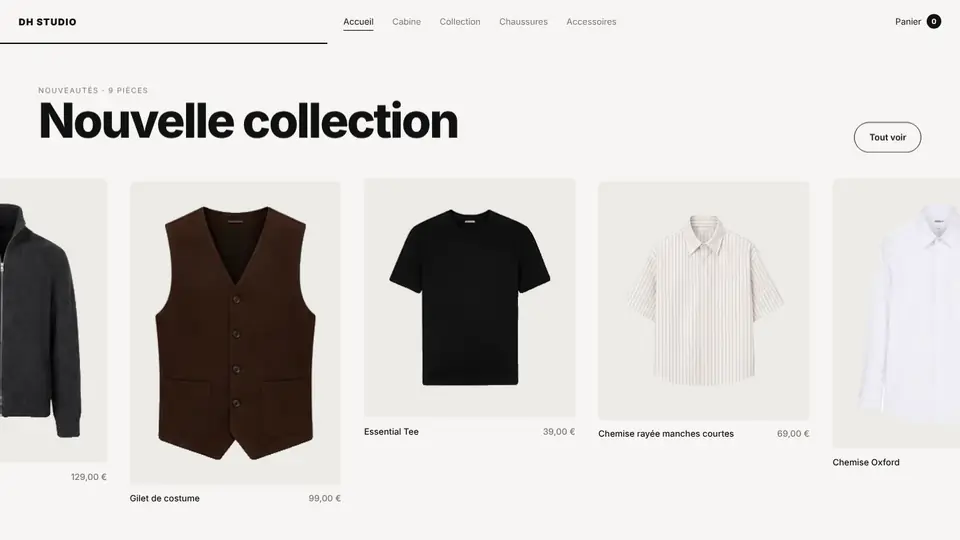 DH STUDIO
Accueil Cabine Collection Chaussures Accessoires
Panier 0
NOUVEAUTÉS · 9 PIÈCES
Nouvelle collection
Tout voir
129,00 €
Gilet de costume 99,00 €
Essential Tee 39,00 €
Chemise rayée manches courtes 69,00 €
Chemise Oxford